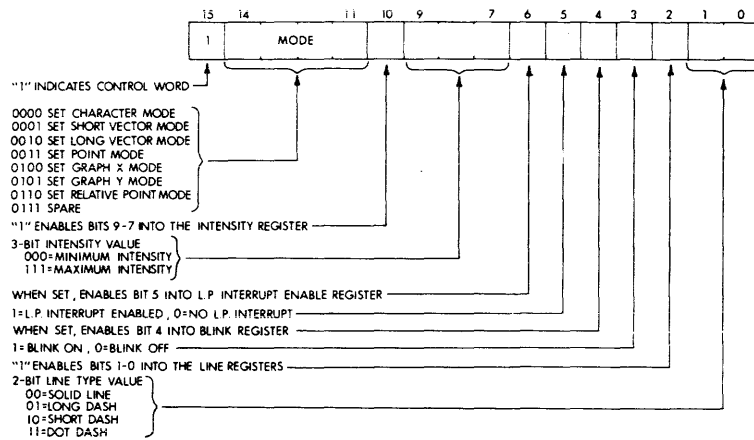 15 14 11 10 9 7 6 5 4 3 2 1 0
1 MODE
"1" INDICATES CONTROL WORD
0000 SET CHARACTER MODE
0001 SET SHORT VECTOR MODE
0010 SET LONG VECTOR MODE
0011 SET POINT MODE
0100 SET GRAPH X MODE
0101 SET GRAPH Y MODE
0110 SET RELATIVE POINT MODE
0111 SPARE
"1" ENABLES BITS 9-7 INTO THE INTENSITY REGISTER
3-BIT INTENSITY VALUE
000=MINIMUM INTENSITY
111=MAXIMUM INTENSITY
WHEN SET, ENABLES BIT 5 INTO L.P INTERRUPT ENABLE REGISTER
1=L.P. INTERRUPT ENABLED, 0=NO L.P. INTERRUPT
WHEN SET, ENABLES BIT 4 INTO BLINK REGISTER
1=BLINK ON, 0=BLINK OFF
"1" ENABLES BITS 1-0 INTO THE LINE REGISTERS
2-BIT LINE TYPE VALUE
00=SOLID LINE
01=LONG DASH
10=SHORT DASH
11=DOT DASH